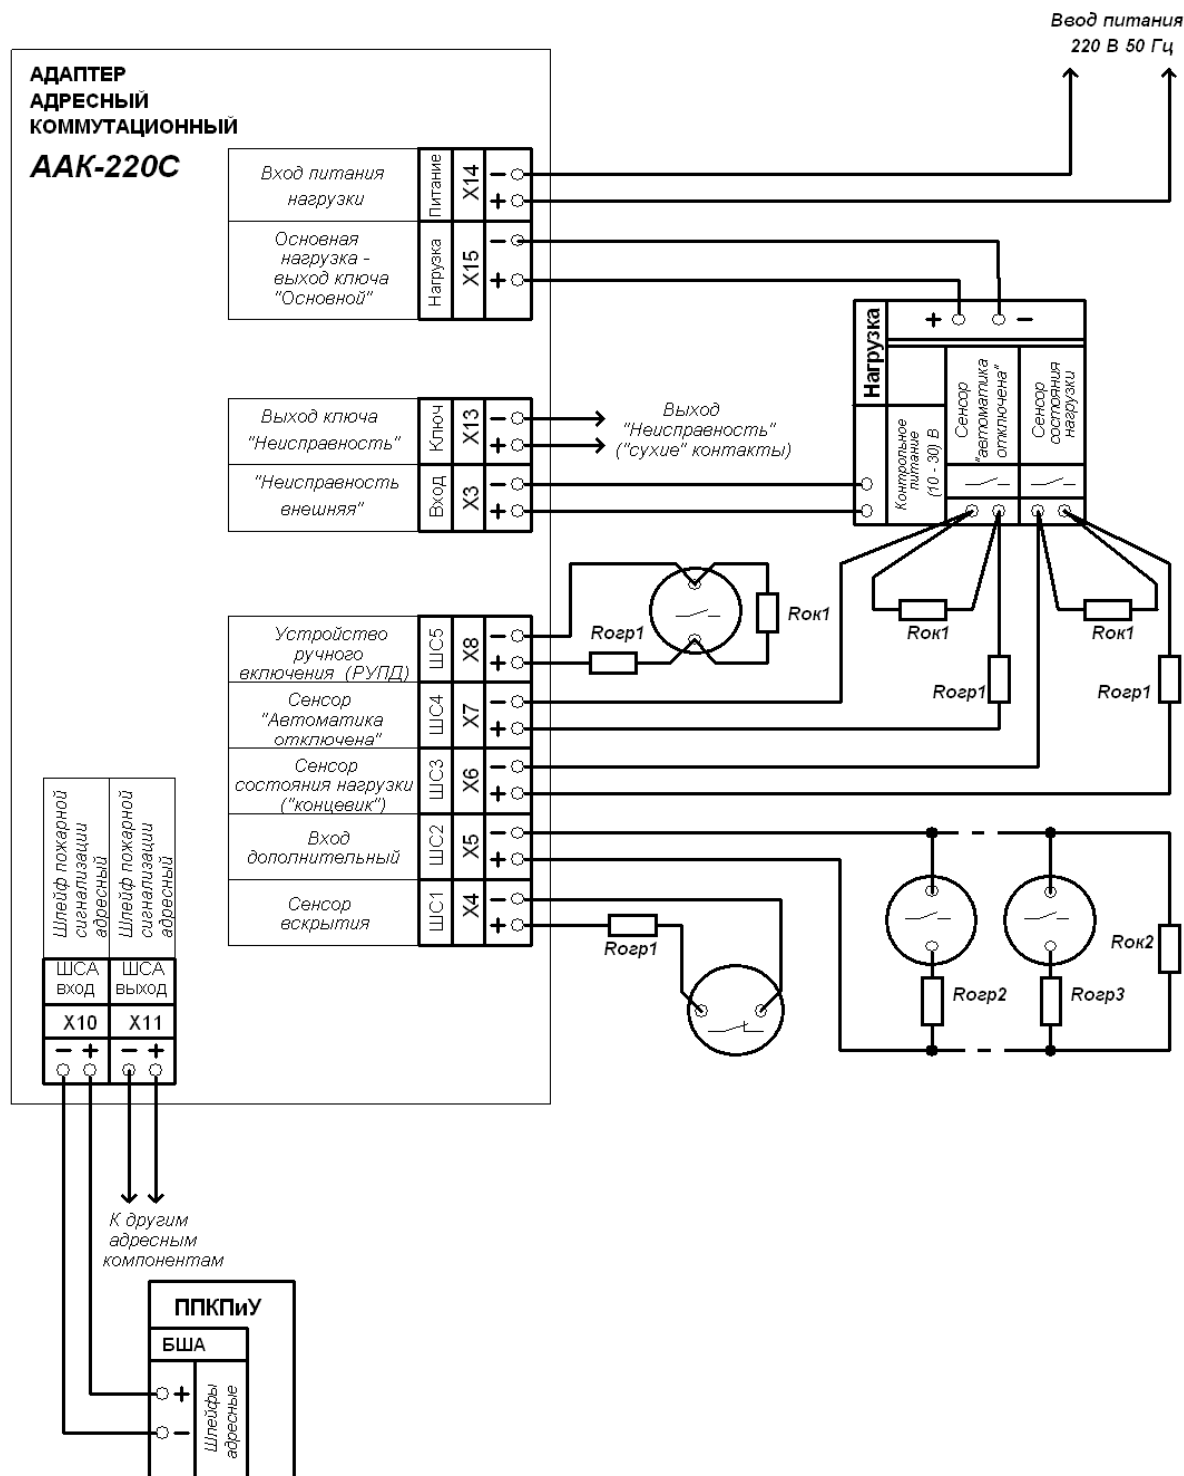 Ввод питания
220 В 50 Гц
АДАПТЕР
АДРЕСНЫЙ
КОММУТАЦИОННЫЙ
ААК-220С
Вход питания
нагрузки
Питание
X14
−
+
Основная
нагрузка -
выход ключа
"Основной"
Нагрузка
X15
−
+
Выход ключа
"Неисправность"
Ключ
X13
−
+
Выход
"Неисправность"
("сухие" контакты)
"Неисправность
внешняя"
Вход
X3
−
+
Нагрузка
+
−
Контрольное
питание
(10 - 30) В
Сенсор
"автоматика
отключена"
Сенсор
состояния
нагрузки
Устройство
ручного
включения (РУПД)
ШС5
X8
−
+
Rогр1
Rок1
Rок1
Rок1
Rогр1
Rогр1
Сенсор
"Автоматика
отключена"
ШС4
X7
−
+
Сенсор
состояния нагрузки
("концевик")
ШС3
X6
−
+
Вход
дополнительный
ШС2
X5
−
+
Сенсор
вскрытия
ШС1
X4
−
+
Rогр1
Rогр2
Rогр3
Rок2
Шлейф пожарной
сигнализации
адресный
Шлейф пожарной
сигнализации
адресный
ШСА
вход
ШСА
выход
X10
X11
− +
− +
К другим
адресным
компонентам
ППКПиУ
БША
+
−
Шлейфы
адресные